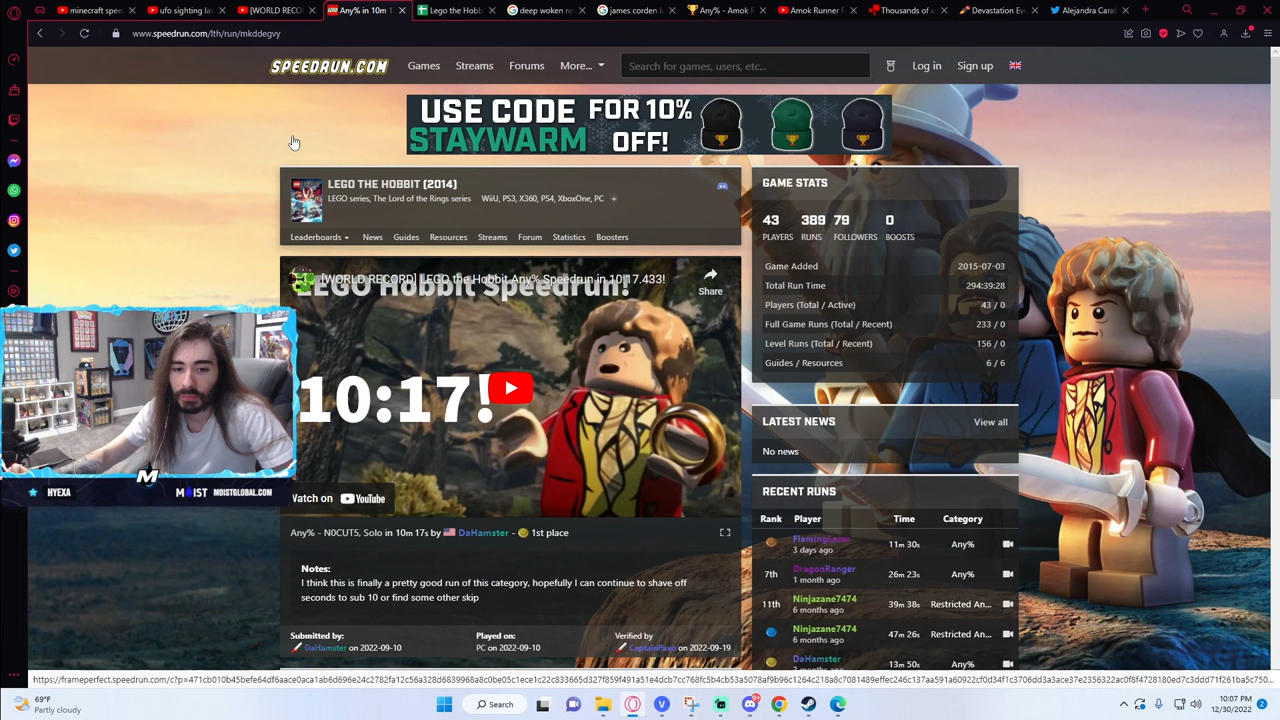 minecraft speed
ufo sighting las
[WORLD RECO
Any% in 10m 1
Lego the Hobb
deep woken ro
james corden l
Any% - Amok R
Amok Runner
Thousands of u
Devastation Ev
Alejandra Cara
www.speedrun.com/lth/run/mkddegvy
SPEEDRUN.COM
Games
Streams
Forums
More...
Search for games, users, etc...
Log in
Sign up
USE CODE FOR 10%
STAYWARM OFF!
LEGO THE HOBBIT (2014)
LEGO series, The Lord of the Rings series WiiU, PS3, X360, PS4, XboxOne, PC
Leaderboards
News
Guides
Resources
Streams
Forum
Statistics
Boosters
[WORLD RECORD] LEGO the Hobbit Any% Speedrun in 10:17.433!
LEGO Hobbit Speedrun!
Share
10:17!
Watch on YouTube
Any% - N0CUT5, Solo in 10m 17s by DaHamster - 1st place
Notes:
I think this is finally a pretty good run of this category, hopefully I can continue to shave off
seconds to sub 10 or find some other skip
Submitted by:
DaHamster on 2022-09-10
Played on:
PC on 2022-09-10
Verified by
CaptainPaxo on 2022-09-19
GAME STATS
43 389 79 0
PLAYERS RUNS FOLLOWERS BOOSTS
Game Added 2015-07-03
Total Run Time 294:39:28
Players (Total / Active) 43 / 0
Full Game Runs (Total / Recent) 233 / 0
Level Runs (Total / Recent) 156 / 0
Guides / Resources 6 / 6
LATEST NEWS View all
No news
RECENT RUNS
Rank Player Time Category
3 days ago 11m 30s Any%
7th DragonRanger 26m 23s Any%
1 month ago
11th Ninjazane7474 39m 38s Restricted An...
6 months ago
Ninjazane7474 47m 26s Restricted An...
6 months ago
DaHamster 13m 50s Any%
HYEXA
M
MOIST MOISTGLOBAL.COM
69°F
Partly cloudy
Search
10:07 PM
12/30/2022
2